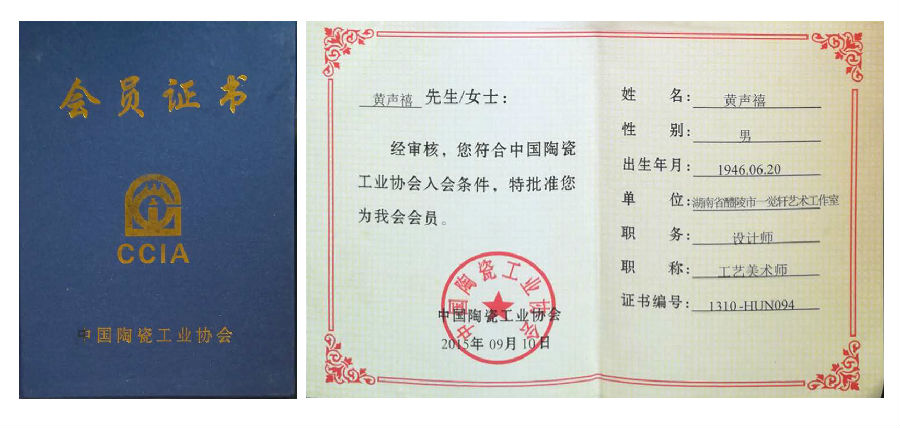 会员证书
CCIA
中国陶瓷工业协会
黄声禧 先生/女士：
经审核，您符合中国陶瓷
工业协会入会条件，特批准您
为我会会员。
中国陶瓷工业协会
中国陶瓷工业协会
2015年 09月 10日
姓 名：黄声禧
性 别：男
出生年月：1946.06.20
单 位：湖南省醴陵市一觉轩艺术工作室
职 务：设计师
职 称：工艺美术师
证书编号：1310 -HUN094